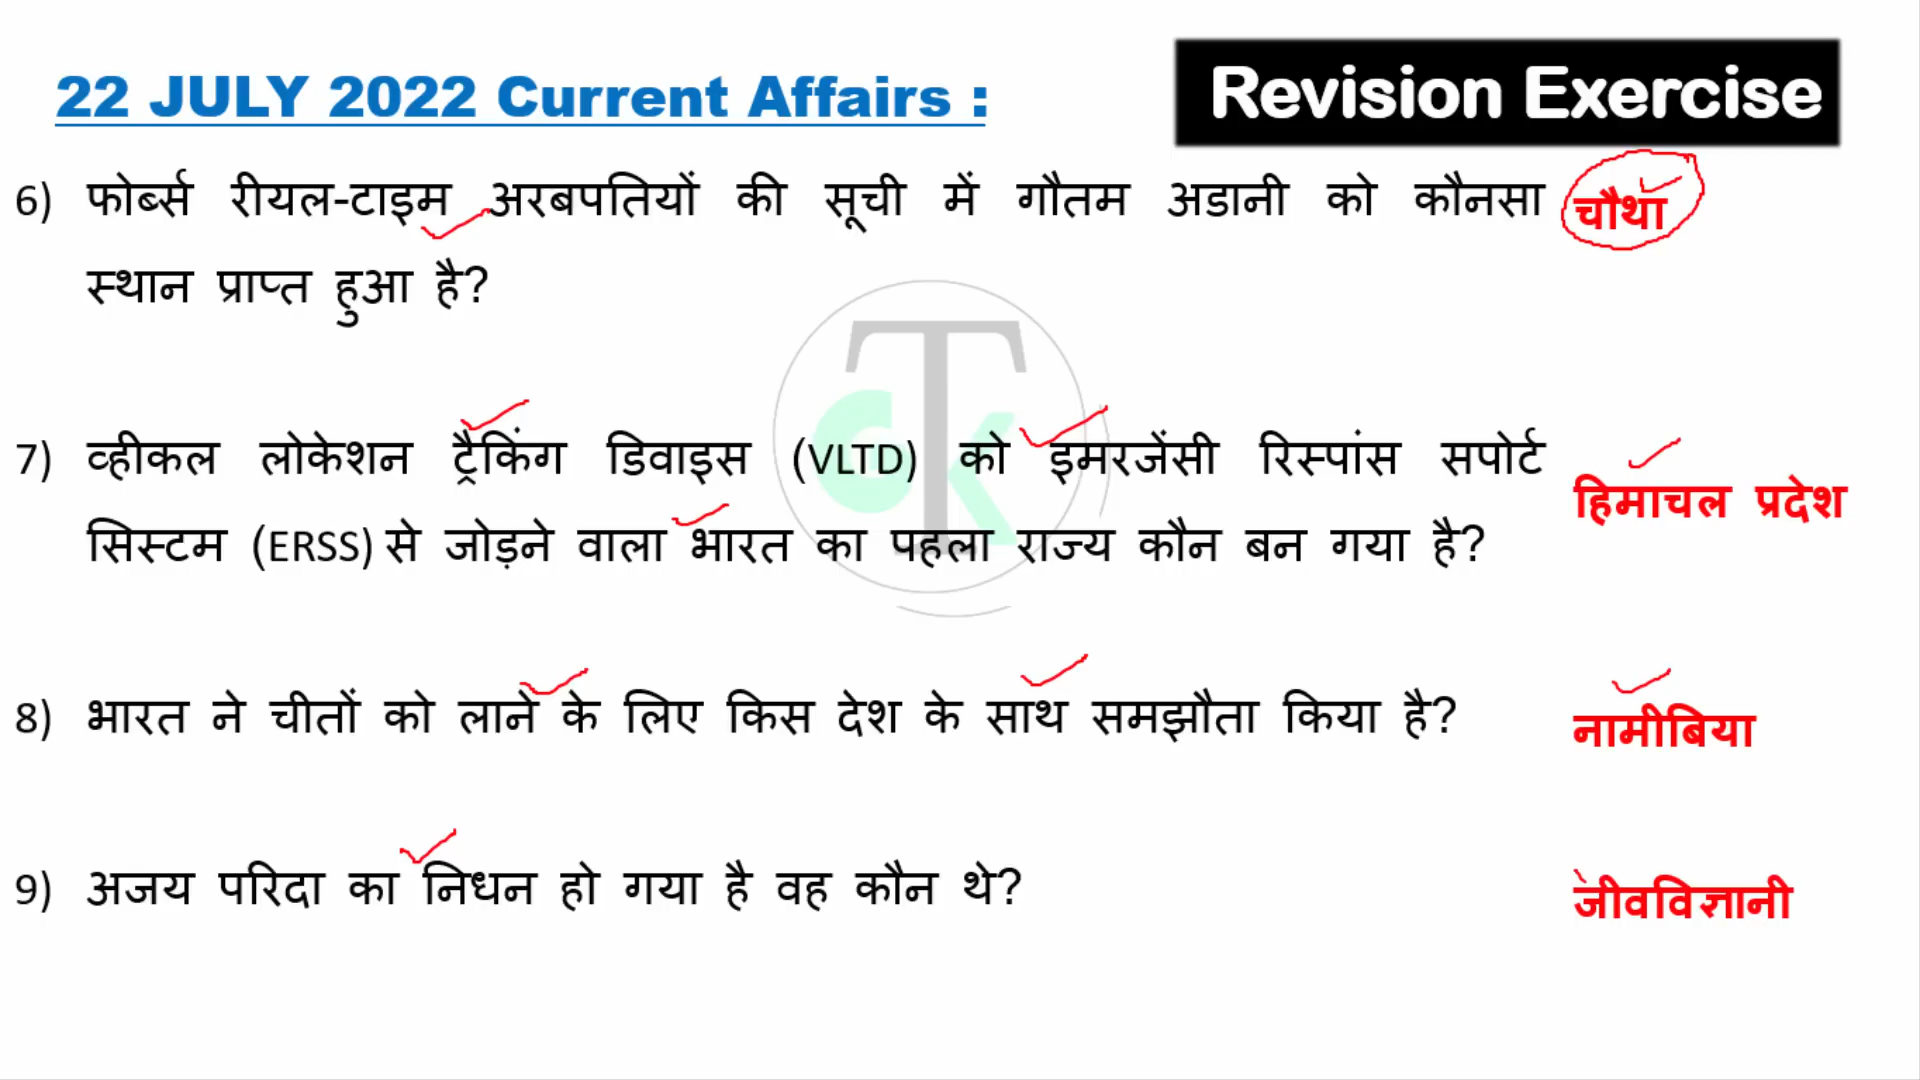 22 JULY 2022 Current Affairs :
Revision Exercise
6) फोर्ब्स रीयल-टाइम अरबपतियों की सूची में गौतम अडानी को कौनसा
चौथा
स्थान प्राप्त हुआ है?
7) व्हीकल लोकेशन ट्रैकिंग डिवाइस (VLTD) को इमरजेंसी रिस्पांस सपोर्ट
हिमाचल प्रदेश
सिस्टम (ERSS) से जोड़ने वाला भारत का पहला राज्य कौन बन गया है?
8) भारत ने चीतों को लाने के लिए किस देश के साथ समझौता किया है?
नामीबिया
9) अजय परिदा का निधन हो गया है वह कौन थे?
जीवविज्ञानी
GTK